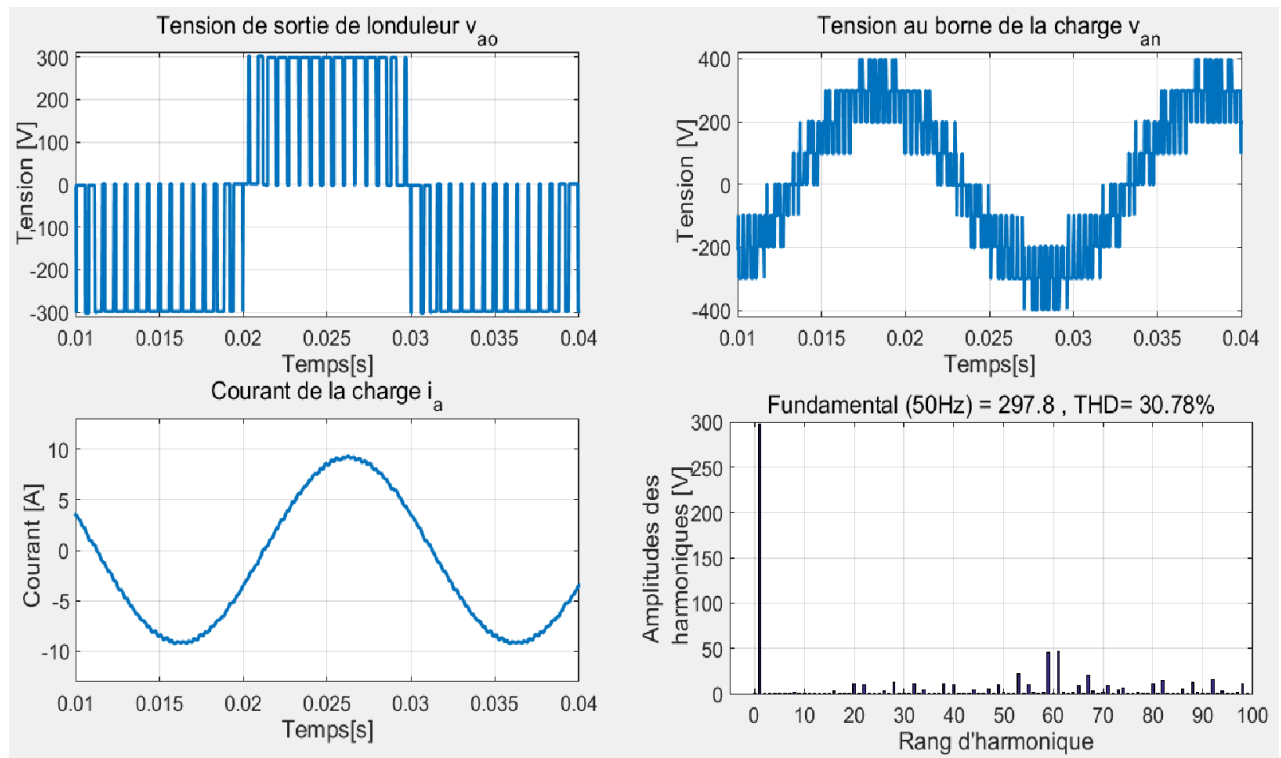 Tension de sortie de londuleur v_ao
Tension [V]
300
200
100
0
-100
-200
-300
0.01 0.015 0.02 0.025 0.03 0.035 0.04
Temps[s]
Tension au borne de la charge v_an
Tension [V]
400
200
0
-200
-400
0.01 0.015 0.02 0.025 0.03 0.035 0.04
Temps[s]
Courant de la charge i_a
Courant [A]
10
5
0
-5
-10
0.01 0.015 0.02 0.025 0.03 0.035 0.04
Temps[s]
Fundamental (50Hz) = 297.8 , THD= 30.78%
Amplitudes des
harmoniques [V]
300
250
200
150
100
50
0
0 10 20 30 40 50 60 70 80 90 100
Rang d'harmonique